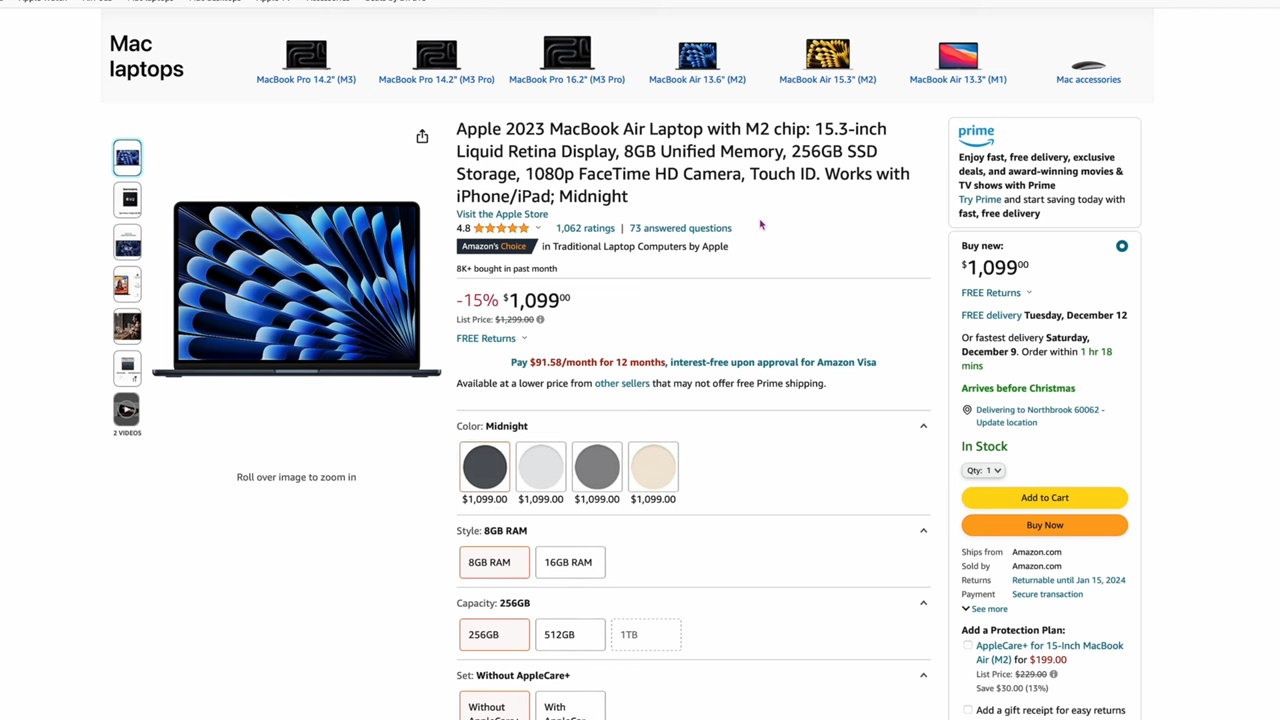 Mac
laptops
MacBook Pro 14.2" (M3)
MacBook Pro 14.2" (M3 Pro)
MacBook Pro 16.2" (M3 Pro)
MacBook Air 13.6" (M2)
MacBook Air 15.3" (M2)
MacBook Air 13.3" (M1)
Mac accessories
2 VIDEOS
Roll over image to zoom in
Apple 2023 MacBook Air Laptop with M2 chip: 15.3-inch
Liquid Retina Display, 8GB Unified Memory, 256GB SSD
Storage, 1080p FaceTime HD Camera, Touch ID. Works with
iPhone/iPad; Midnight
Visit the Apple Store
4.8 1,062 ratings | 73 answered questions
Amazon's Choice in Traditional Laptop Computers by Apple
8K+ bought in past month
-15% $1,09900
List Price: $1,299.00
FREE Returns
Pay $91.58/month for 12 months, interest-free upon approval for Amazon Visa
Available at a lower price from other sellers that may not offer free Prime shipping.
Color: Midnight
$1,099.00 $1,099.00 $1,099.00 $1,099.00
Style: 8GB RAM
8GB RAM 16GB RAM
Capacity: 256GB
256GB 512GB 1TB
Set: Without AppleCare+
Without With
prime
Enjoy fast, free delivery, exclusive
deals, and award-winning movies &
TV shows with Prime
Try Prime and start saving today with
fast, free delivery
Buy new:
$1,09900
FREE Returns
FREE delivery Tuesday, December 12
Or fastest delivery Saturday,
December 9. Order within 1 hr 18
mins
Arrives before Christmas
Delivering to Northbrook 60062 -
Update location
In Stock
Qty: 1
Add to Cart
Buy Now
Ships from Amazon.com
Sold by Amazon.com
Returns Returnable until Jan 15, 2024
Payment Secure transaction
See more
Add a Protection Plan:
AppleCare+ for 15-Inch MacBook
Air (M2) for $199.00
List Price: $229.00
Save $30.00 (13%)
Add a gift receipt for easy returns